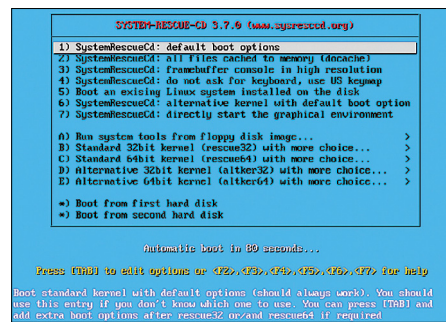 SYSTEM-RESCUE-CD 3.7.0 (www.sysresccd.org)
1) SystemRescueCd: default boot options
2) SystemRescueCd: all files cached to memory (docache)
3) SystemRescueCd: framebuffer console in high resolution
4) SystemRescueCd: do not ask for keyboard, use US keymap
5) Boot an exising Linux system installed on the disk
6) SystemRescueCd: alternative kernel with default boot option
7) SystemRescueCd: directly start the graphical environment
A) Run system tools from floppy disk image... >
B) Standard 32bit kernel (rescue32) with more choice... >
C) Standard 64bit kernel (rescue64) with more choice... >
D) Alternative 32bit kernel (altker32) with more choice... >
E) Alternative 64bit kernel (altker64) with more choice... >
*) Boot from first hard disk
*) Boot from second hard disk
Automatic boot in 80 seconds...
Press [TAB] to edit options or <F2>,<F3>,<F4>,<F5>,<F6>,<F7> for help
Boot standard kernel with default options (should always work). You should
use this entry if you don't know which one to use. You can press [TAB] and
add extra boot options after rescue32 or/and rescue64 if required